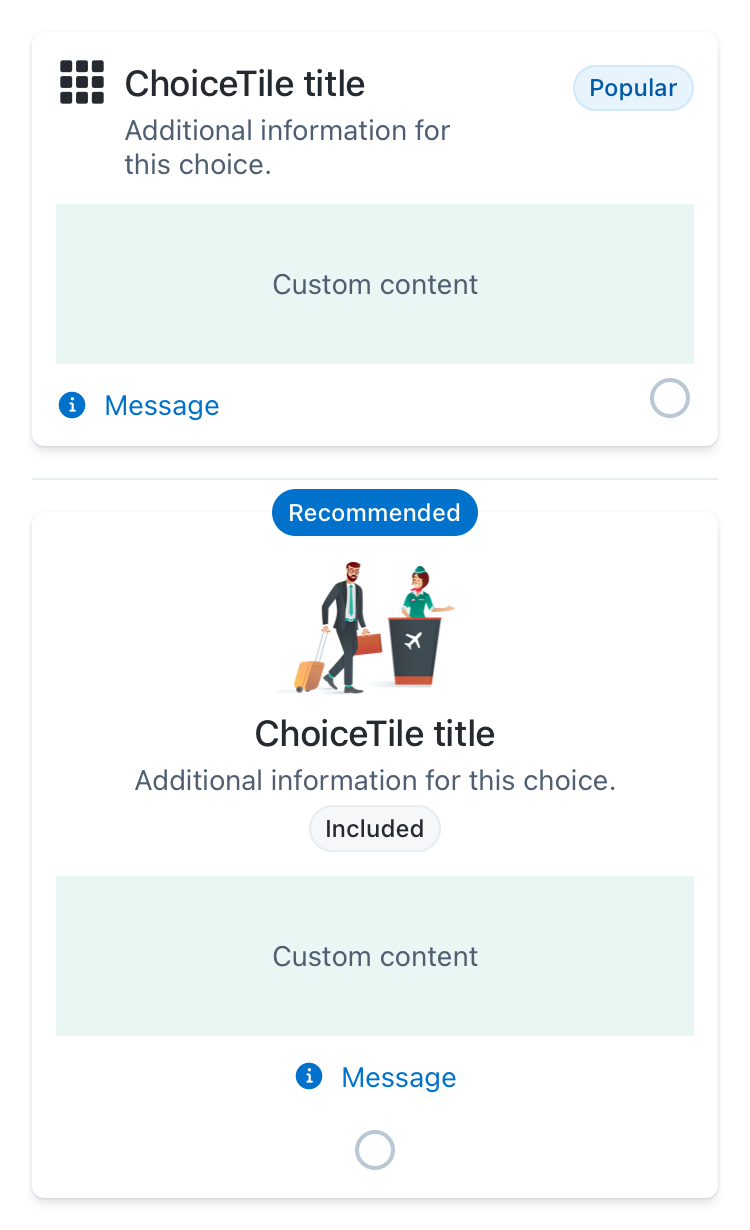 ChoiceTile title
Popular
Additional information for
this choice.
Custom content
Message
Recommended
ChoiceTile title
Additional information for this choice.
Included
Custom content
Message